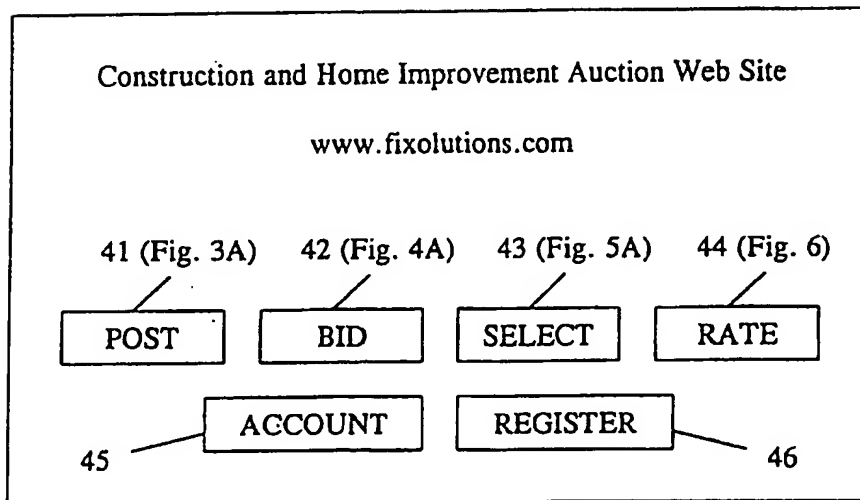 Construction and Home Improvement Auction Web Site
www.fixolutions.com
41 (Fig. 3A) 42 (Fig. 4A) 43 (Fig. 5A) 44 (Fig. 6)
POST BID SELECT RATE
ACCOUNT REGISTER
45 46